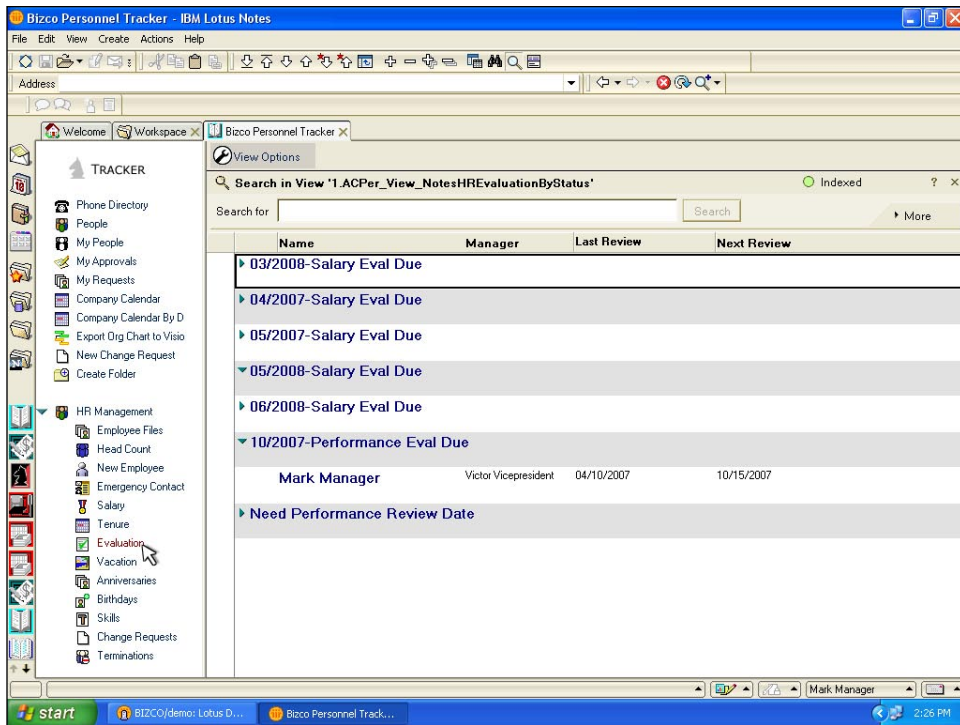 Bizco Personnel Tracker - IBM Lotus Notes
File Edit View Create Actions Help
Address
Welcome Workspace Bizco Personnel Tracker
TRACKER
Phone Directory
People
My People
My Approvals
My Requests
Company Calendar
Company Calendar By D
Export Org Chart to Visio
New Change Request
Create Folder
HR Management
Employee Files
Head Count
New Employee
Emergency Contact
Salary
Tenure
Evaluation
Vacation
Anniversaries
Birthdays
Skills
Change Requests
Terminations
View Options
Search in View '1.ACPer_View_NotesHREvaluationByStatus' Indexed ? ×
Search for Search More
Name Manager Last Review Next Review
03/2008-Salary Eval Due
04/2007-Salary Eval Due
05/2007-Salary Eval Due
05/2008-Salary Eval Due
06/2008-Salary Eval Due
10/2007-Performance Eval Due
Mark Manager Victor Vicepresident 04/10/2007 10/15/2007
Need Performance Review Date
Mark Manager
start BIZCO/demo: Lotus D... Bizco Personnel Track... 2:26 PM